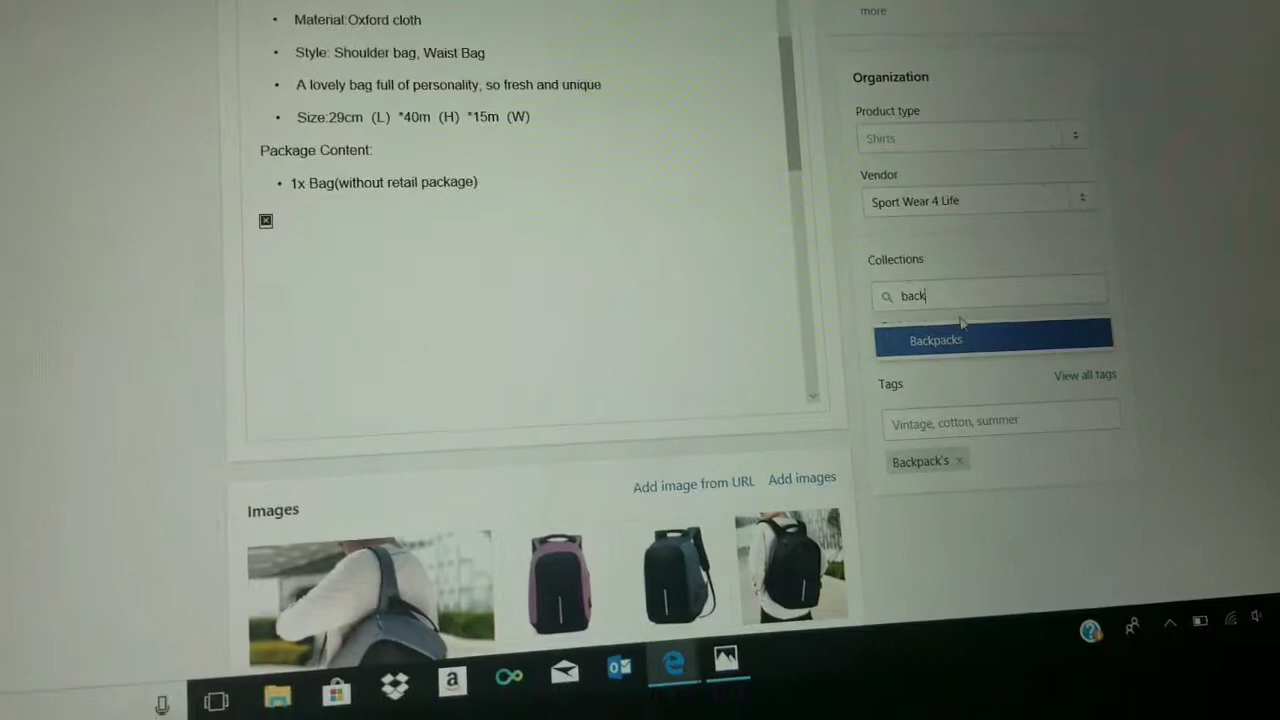 Material:Oxford cloth
Style: Shoulder bag, Waist Bag
A lovely bag full of personality, so fresh and unique
Size:29cm (L) *40m (H) *15m (W)
Package Content:
1x Bag(without retail package)
more
Organization
Product type
Shirts
Vendor
Sport Wear 4 Life
Collections
back
Backpacks
Tags
View all tags
Vintage, cotton, summer
Backpack's ×
Images
Add image from URL
Add images
a